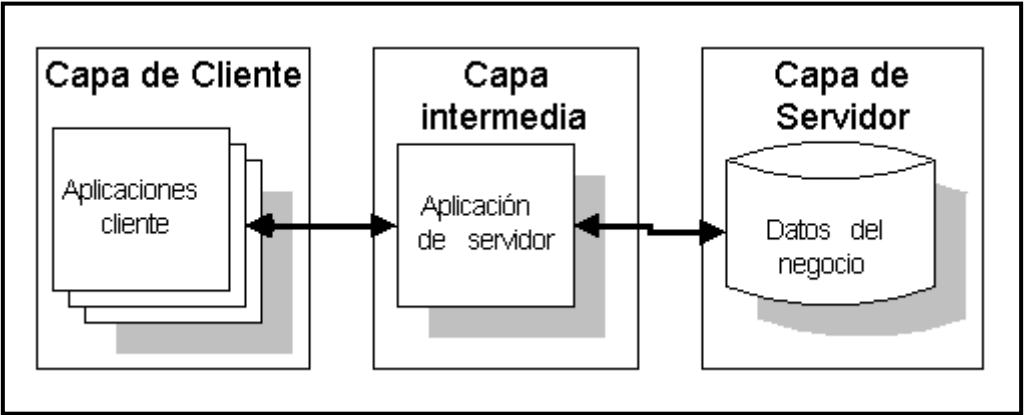 Capa de Cliente
Aplicaciones
cliente
Capa
intermedia
Aplicación
de servidor
Capa de
Servidor
Datos del
negocio